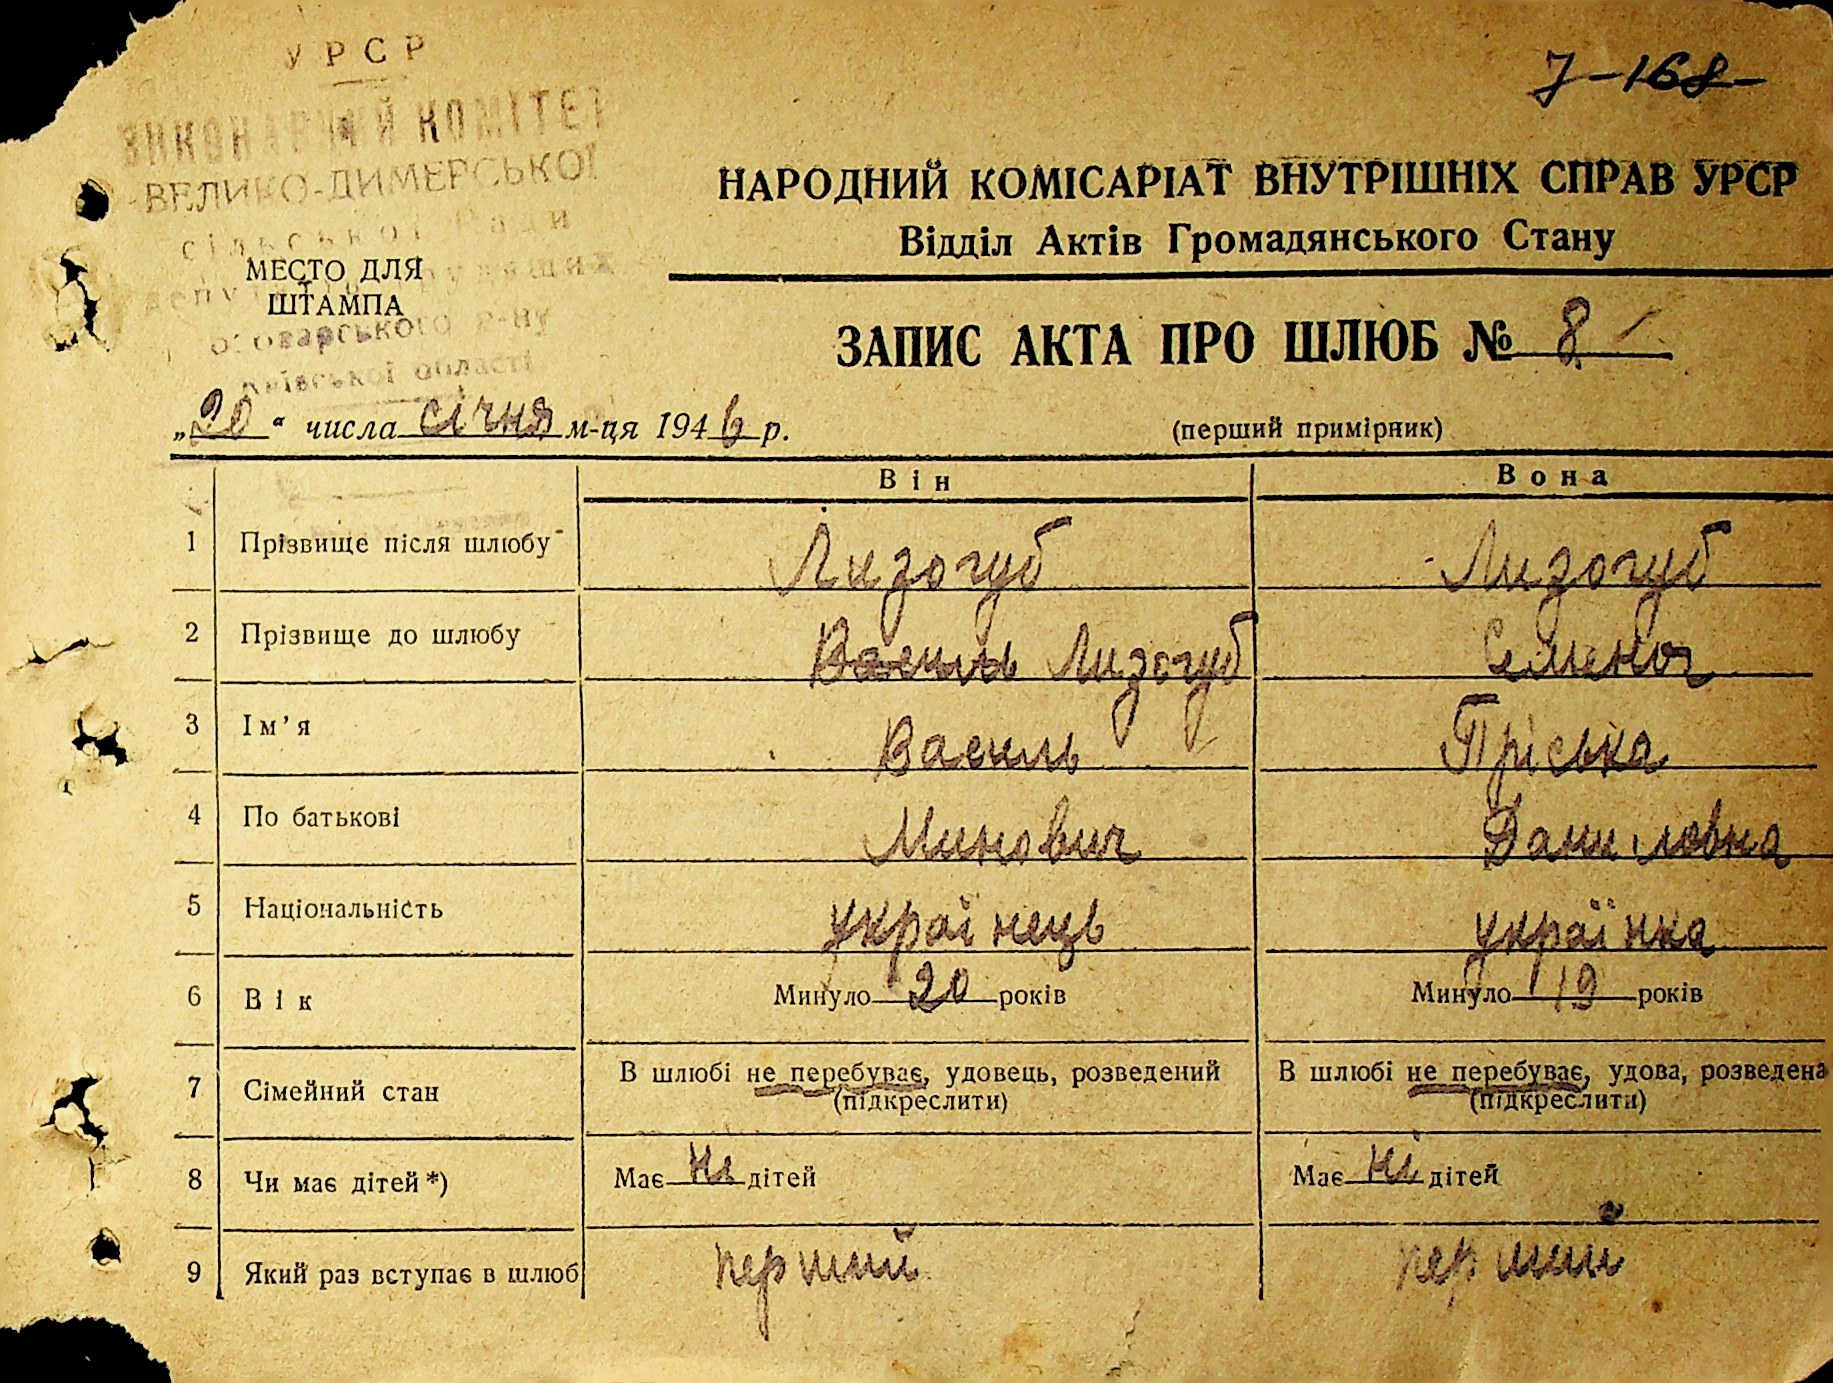 УРСР
7-168-
ВИКОНАВЧИЙ КОМІТЕТ
ВЕЛИКО-ДИМЕРСЬКОЇ
НАРОДНИЙ КОМІСАРІАТ ВНУТРІШНІХ СПРАВ УРСР
сільської Ради
Відділ Актів Громадянського Стану
МЕСТО ДЛЯ
ШТАМПА
ЗАПИС АКТА ПРО ШЛЮБ № 8
Київської області
„20“ числа січня м-ця 1946 р.
(перший примірник)
Він Вона
1 Прізвище після шлюбу Лизогуб Лизогуб
2 Прізвище до шлюбу Василь Лизогуб
3 Ім'я Василь Пріська
4 По батькові Минович Даниловна
5 Національність українець українка
6 Вік Минуло 20 років Минуло 19 років
7 Сімейний стан В шлюбі не перебуває, удовець, розведений В шлюбі не перебуває, удова, розведена
(підкреслити) (підкреслити)
8 Чи має дітей*) Має ні дітей Має ні дітей
9 Який раз вступає в шлюб перший перший